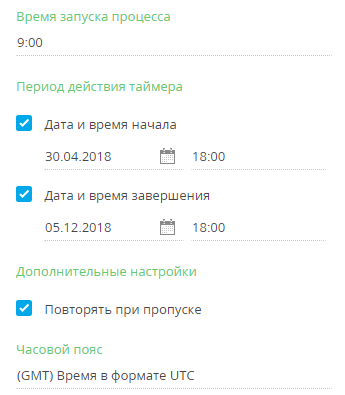 Время запуска процесса
9:00
Период действия таймера
Дата и время начала
30.04.2018 18:00
Дата и время завершения
05.12.2018 18:00
Дополнительные настройки
Повторять при пропуске
Часовой пояс
(GMT) Время в формате UTC